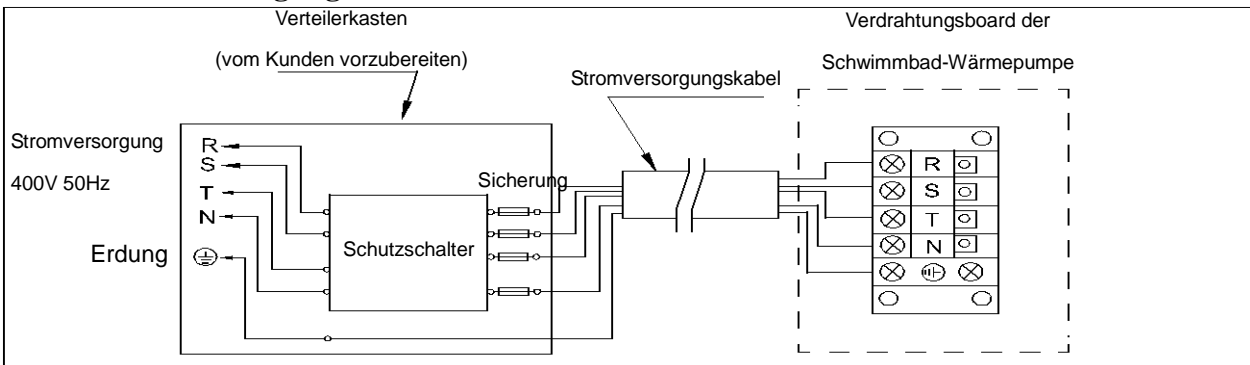 Verteilerkasten
(vom Kunden vorzubereiten)
Stromversorgungskabel
Verdrahtungsboard der
Schwimmbad-Wärmepumpe
Stromversorgung
400V 50Hz
R
S
T
N
Erdung
Schutzschalter
Sicherung
R
S
T
N